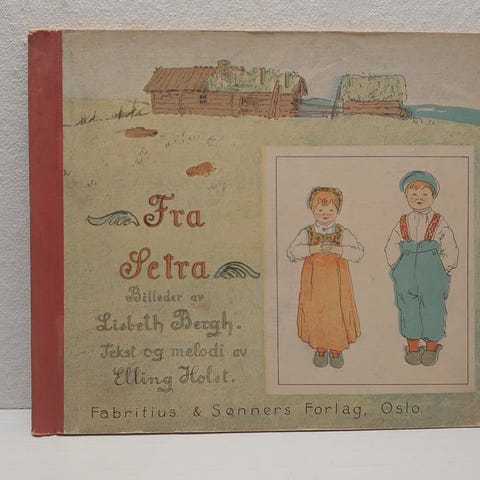 Fra
Setra
Billeder av
Lisbeth Bergh.
Tekst og melodi av
Elling Holst.
Fabritius & Sønners Forlag, Oslo.